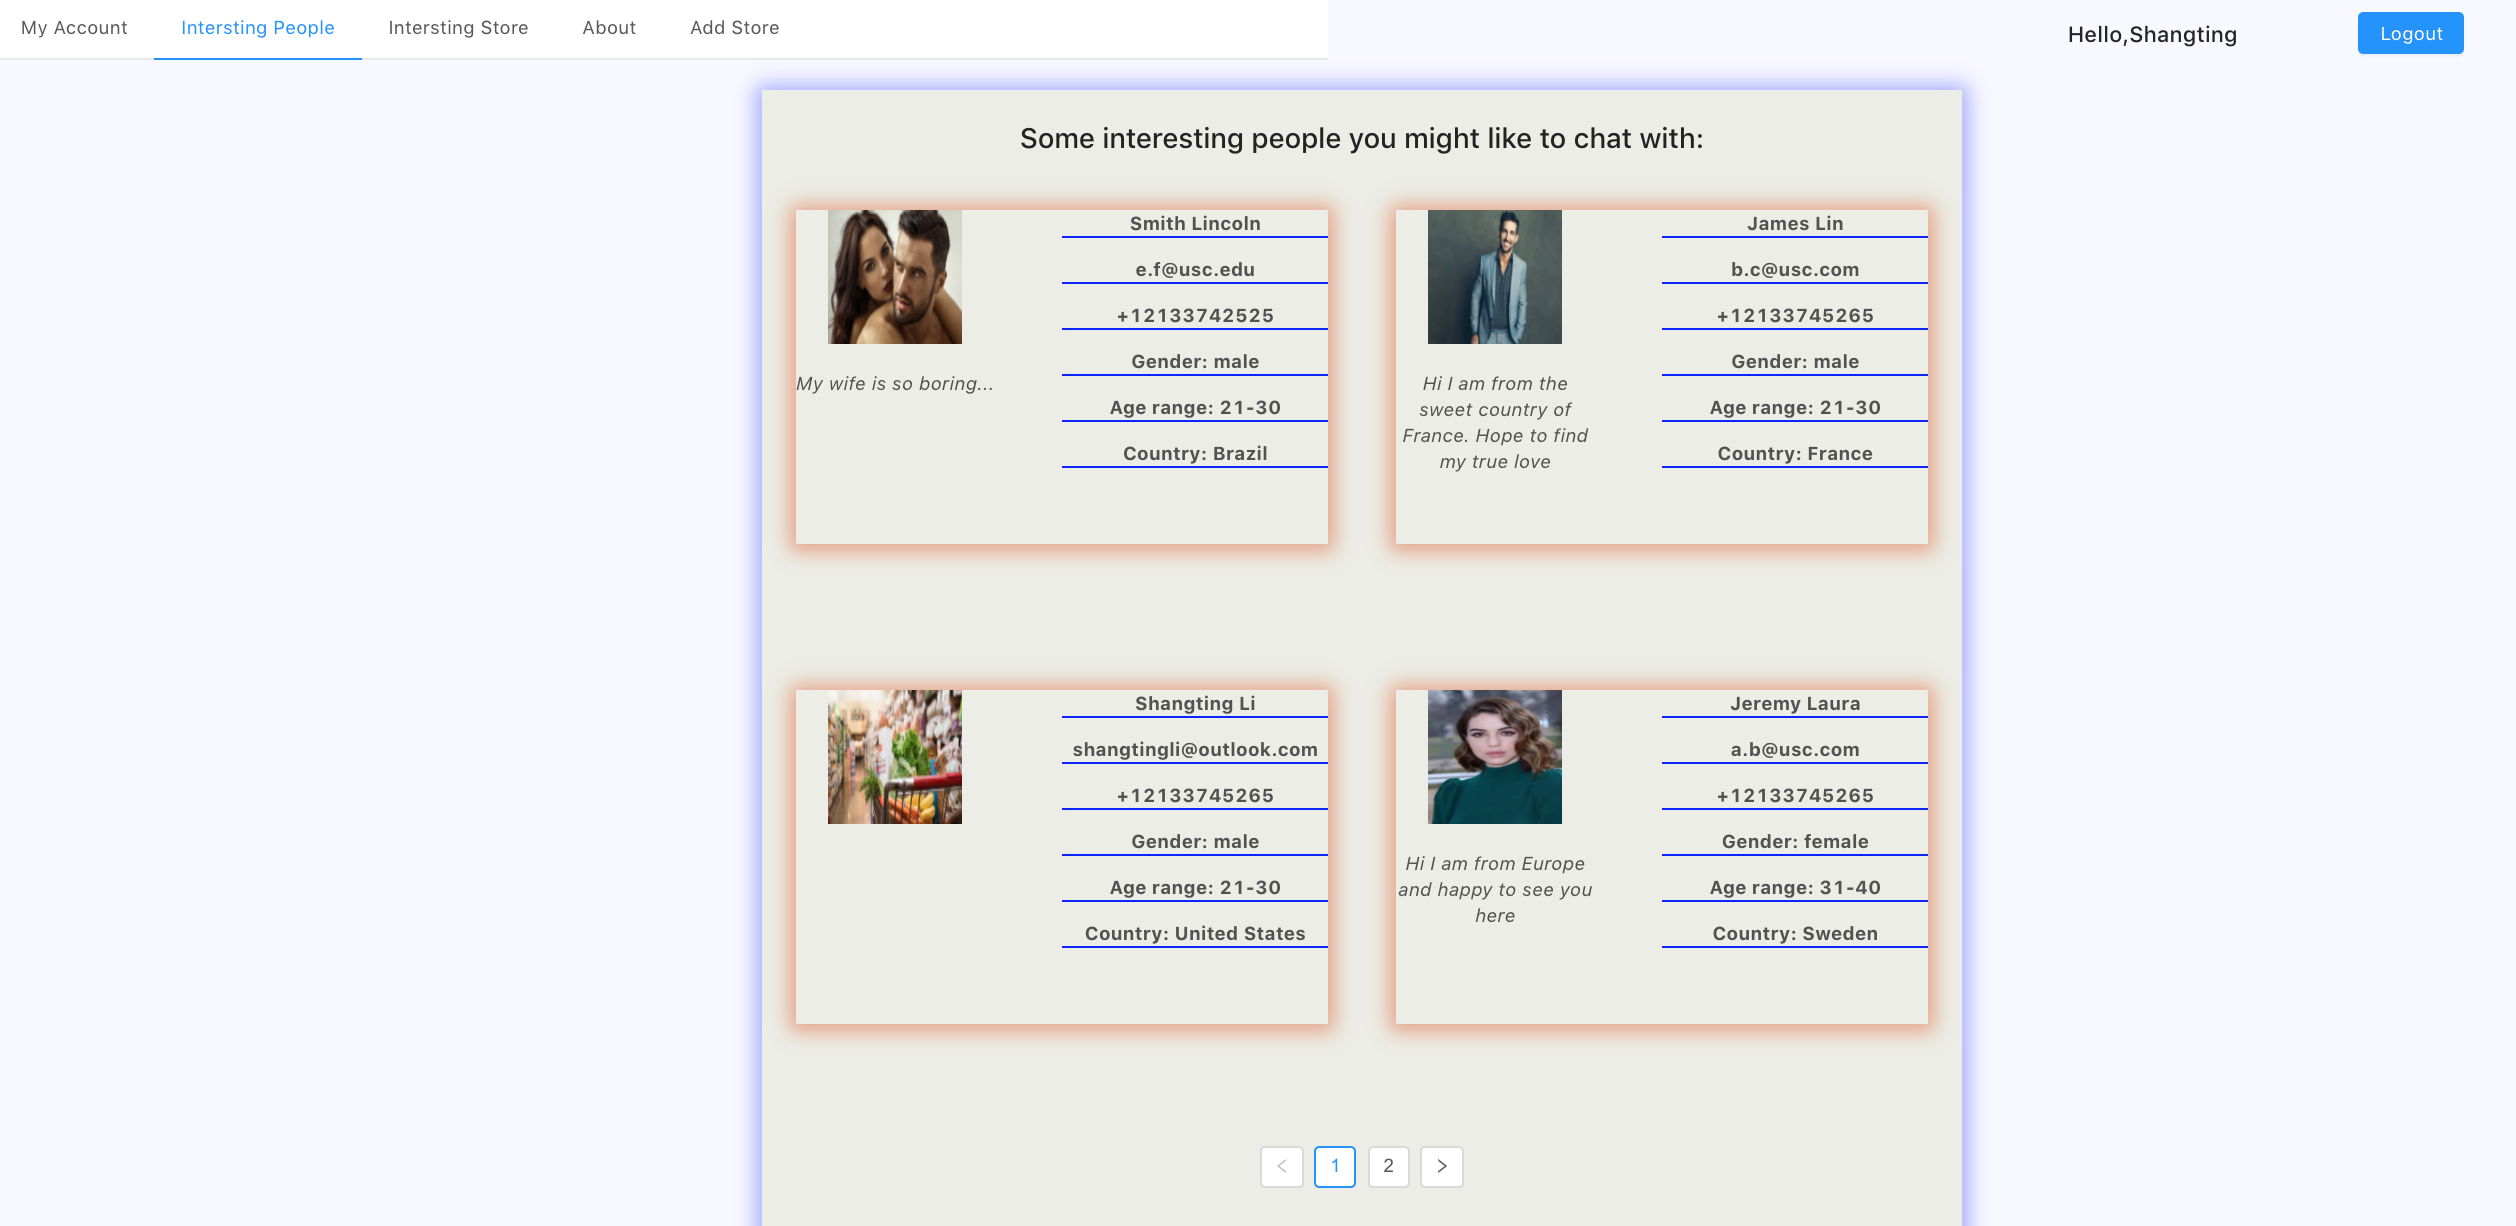 My Account
Intersting People
Intersting Store
About
Add Store
Hello,Shangting
Logout
Some interesting people you might like to chat with:
My wife is so boring...
Smith Lincoln
e.f@usc.edu
+12133742525
Gender: male
Age range: 21-30
Country: Brazil
Hi I am from the
sweet country of
France. Hope to find
my true love
James Lin
b.c@usc.com
+12133745265
Gender: male
Age range: 21-30
Country: France
Shangting Li
shangtingli@outlook.com
+12133745265
Gender: male
Age range: 21-30
Country: United States
Hi I am from Europe
and happy to see you
here
Jeremy Laura
a.b@usc.com
+12133745265
Gender: female
Age range: 31-40
Country: Sweden
1
2